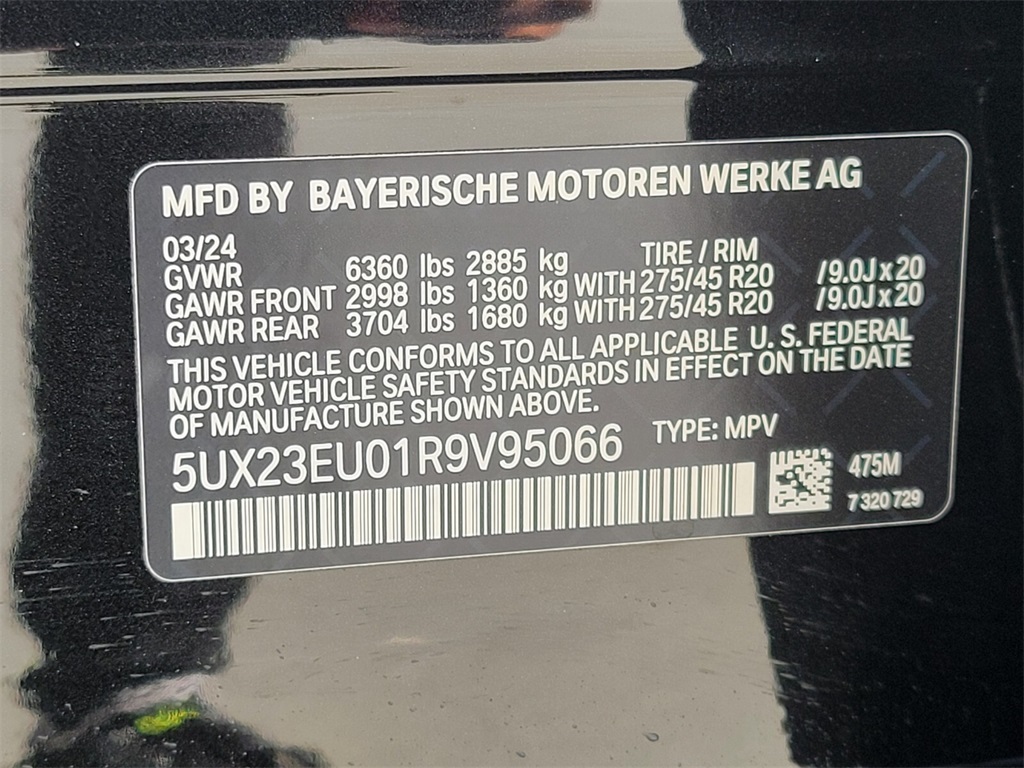 MFD BY BAYERISCHE MOTOREN WERKE AG
03/24 TIRE / RIM
GVWR 6360 lbs 2885 kg
GAWR FRONT 2998 lbs 1360 kg WITH 275/45 R20 /9.0J x 20
GAWR REAR 3704 lbs 1680 kg WITH 275/45 R20 /9.0J x 20
THIS VEHICLE CONFORMS TO ALL APPLICABLE U. S. FEDERAL
MOTOR VEHICLE SAFETY STANDARDS IN EFFECT ON THE DATE
OF MANUFACTURE SHOWN ABOVE.
5UX23EU01R9V95066 TYPE: MPV
475M
7 320 729